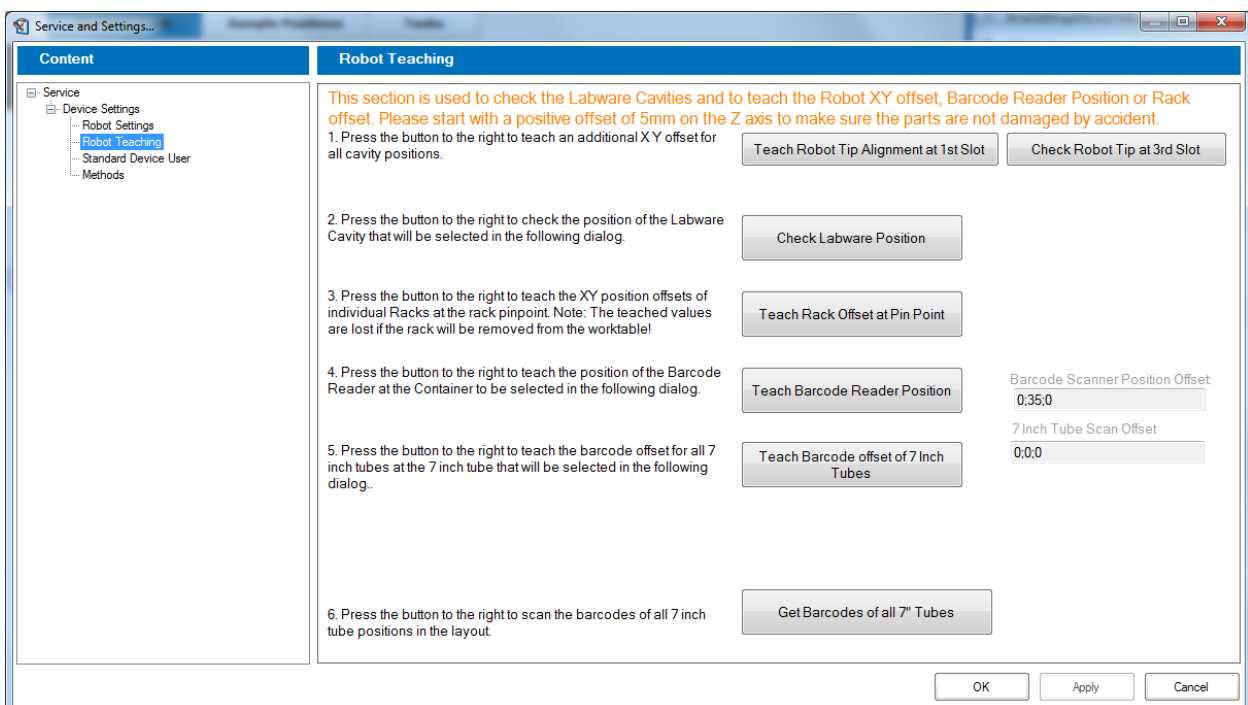 Service and Settings...
Sample Positions
Tasks
Content
Robot Teaching
Service
Device Settings
Robot Settings
Robot Teaching
Standard Device User
Methods
This section is used to check the Labware Cavities and to teach the Robot XY offset, Barcode Reader Position or Rack
offset. Please start with a positive offset of 5mm on the Z axis to make sure the parts are not damaged by accident.
1. Press the button to the right to teach an additional X Y offset for
all cavity positions.
Teach Robot Tip Alignment at 1st Slot
Check Robot Tip at 3rd Slot
2. Press the button to the right to check the position of the Labware
Cavity that will be selected in the following dialog.
Check Labware Position
3. Press the button to the right to teach the XY position offsets of
individual Racks at the rack pinpoint. Note: The teached values
are lost if the rack will be removed from the worktable!
Teach Rack Offset at Pin Point
4. Press the button to the right to teach the position of the Barcode
Reader at the Container to be selected in the following dialog.
Teach Barcode Reader Position
Barcode Scanner Position Offset:
0;35;0
7 Inch Tube Scan Offset
0;0;0
5. Press the button to the right to teach the barcode offset for all 7
inch tubes at the 7 inch tube that will be selected in the following
dialog..
Teach Barcode offset of 7 Inch
Tubes
6. Press the button to the right to scan the barcodes of all 7 inch
tube positions in the layout.
Get Barcodes of all 7" Tubes
OK
Apply
Cancel